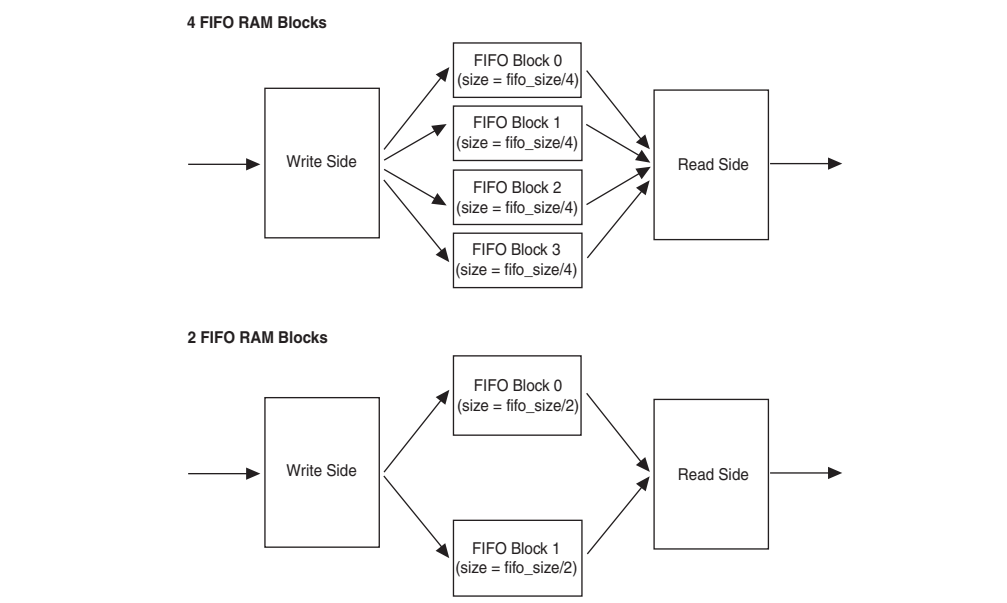 4 FIFO RAM Blocks
FIFO Block 0
(size = fifo_size/4)
FIFO Block 1
(size = fifo_size/4)
Write Side
Read Side
FIFO Block 2
(size = fifo_size/4)
FIFO Block 3
(size = fifo_size/4)
2 FIFO RAM Blocks
FIFO Block 0
(size = fifo_size/2)
Write Side
Read Side
FIFO Block 1
(size = fifo_size/2)